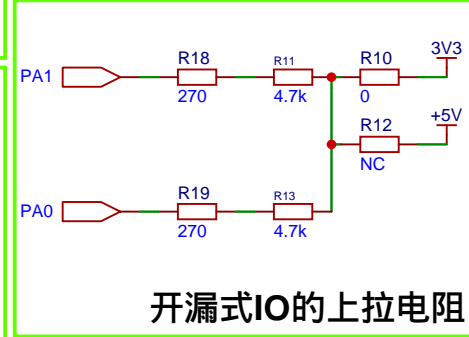 3V3
R18 R11 R10
PA1
270 4.7k 0
+5V
R12
NC
R19 R13
PA0
270 4.7k
开漏式IO的上拉电阻